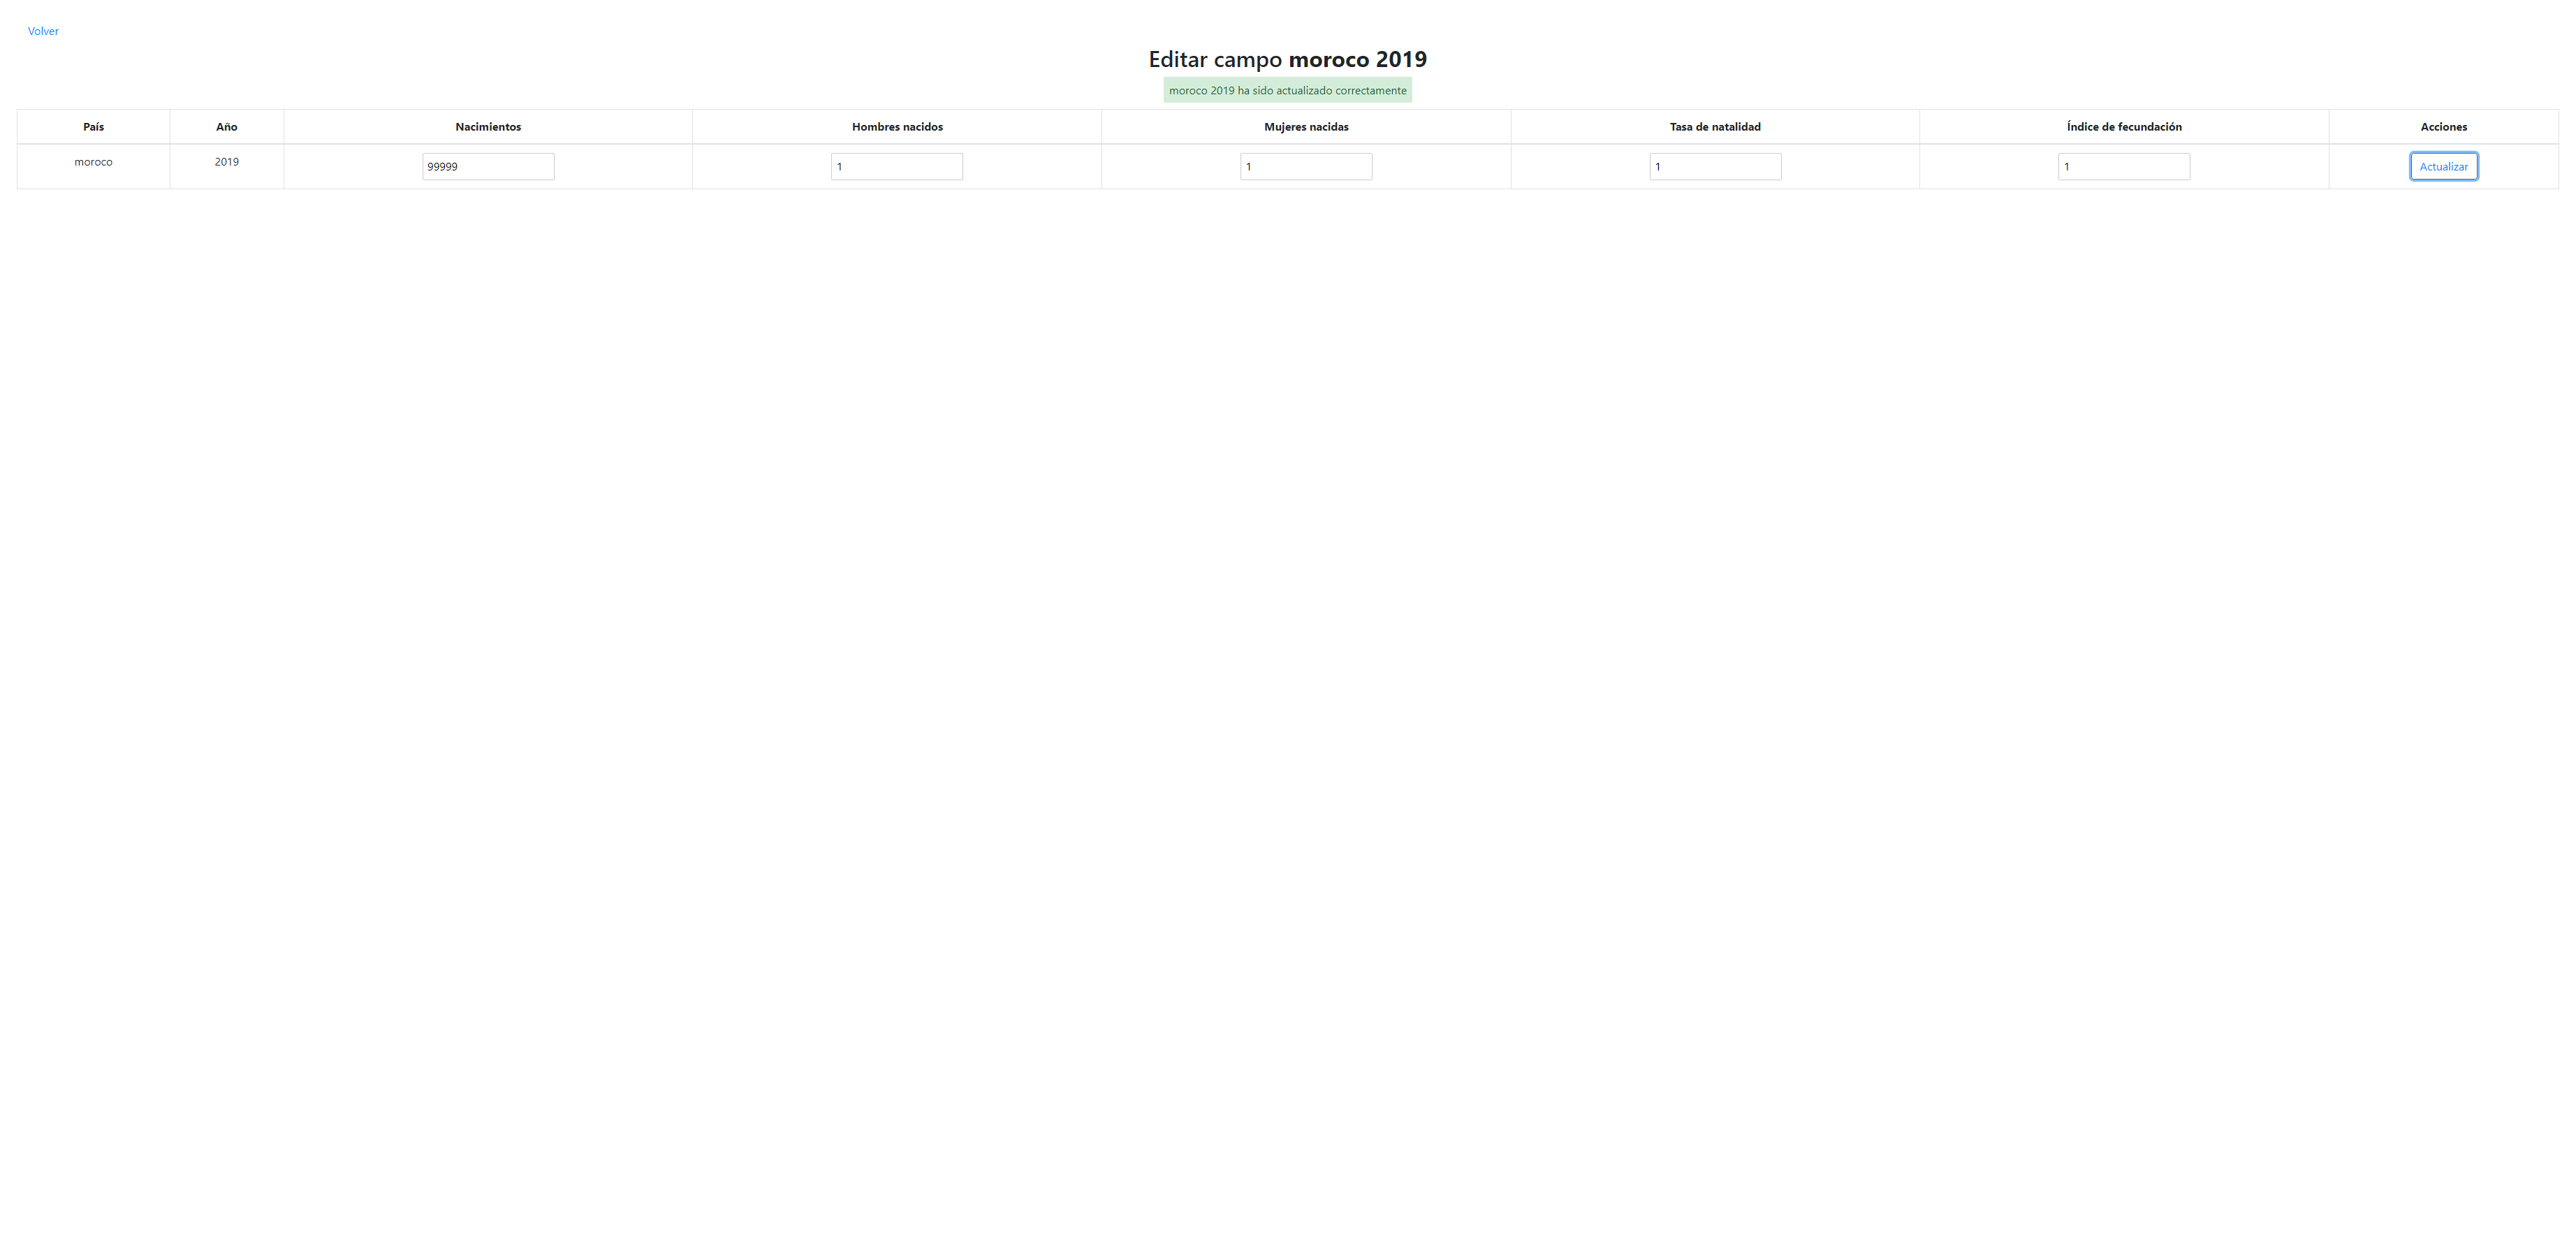 Volver
Editar campo moroco 2019
moroco 2019 ha sido actualizado correctamente
País Año Nacimientos Hombres nacidos Mujeres nacidas Tasa de natalidad Índice de fecundación Acciones
moroco 2019 99999 1 1 1 1 Actualizar